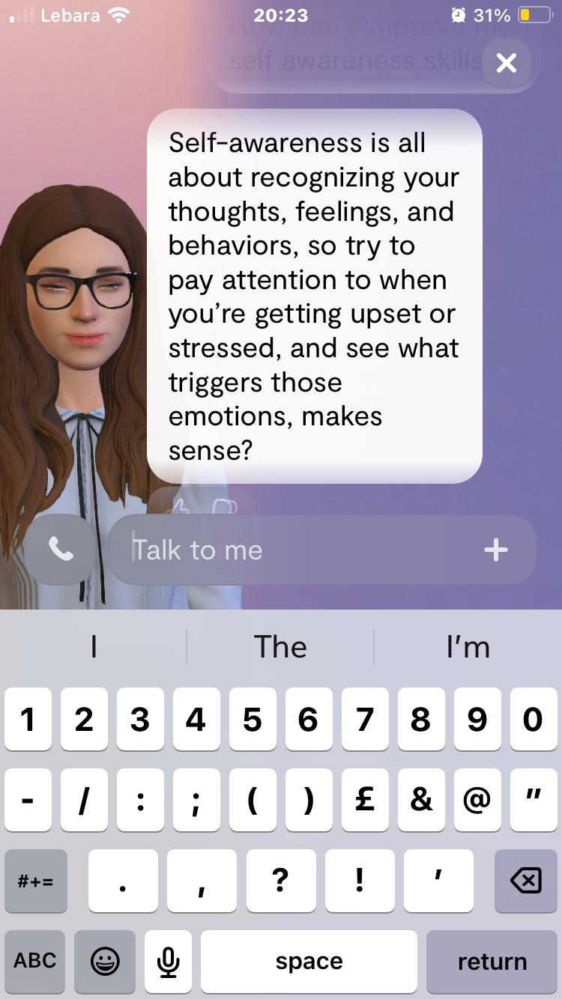 Lebara 20:23 31%
How can I improve my
self awareness skills
Self-awareness is all
about recognizing your
thoughts, feelings, and
behaviors, so try to
pay attention to when
you're getting upset or
stressed, and see what
triggers those
emotions, makes
sense?
Talk to me +
I The I'm
1 2 3 4 5 6 7 8 9 0
- / : ; ( ) £ & @ "
#+= . , ? ! '
ABC space return